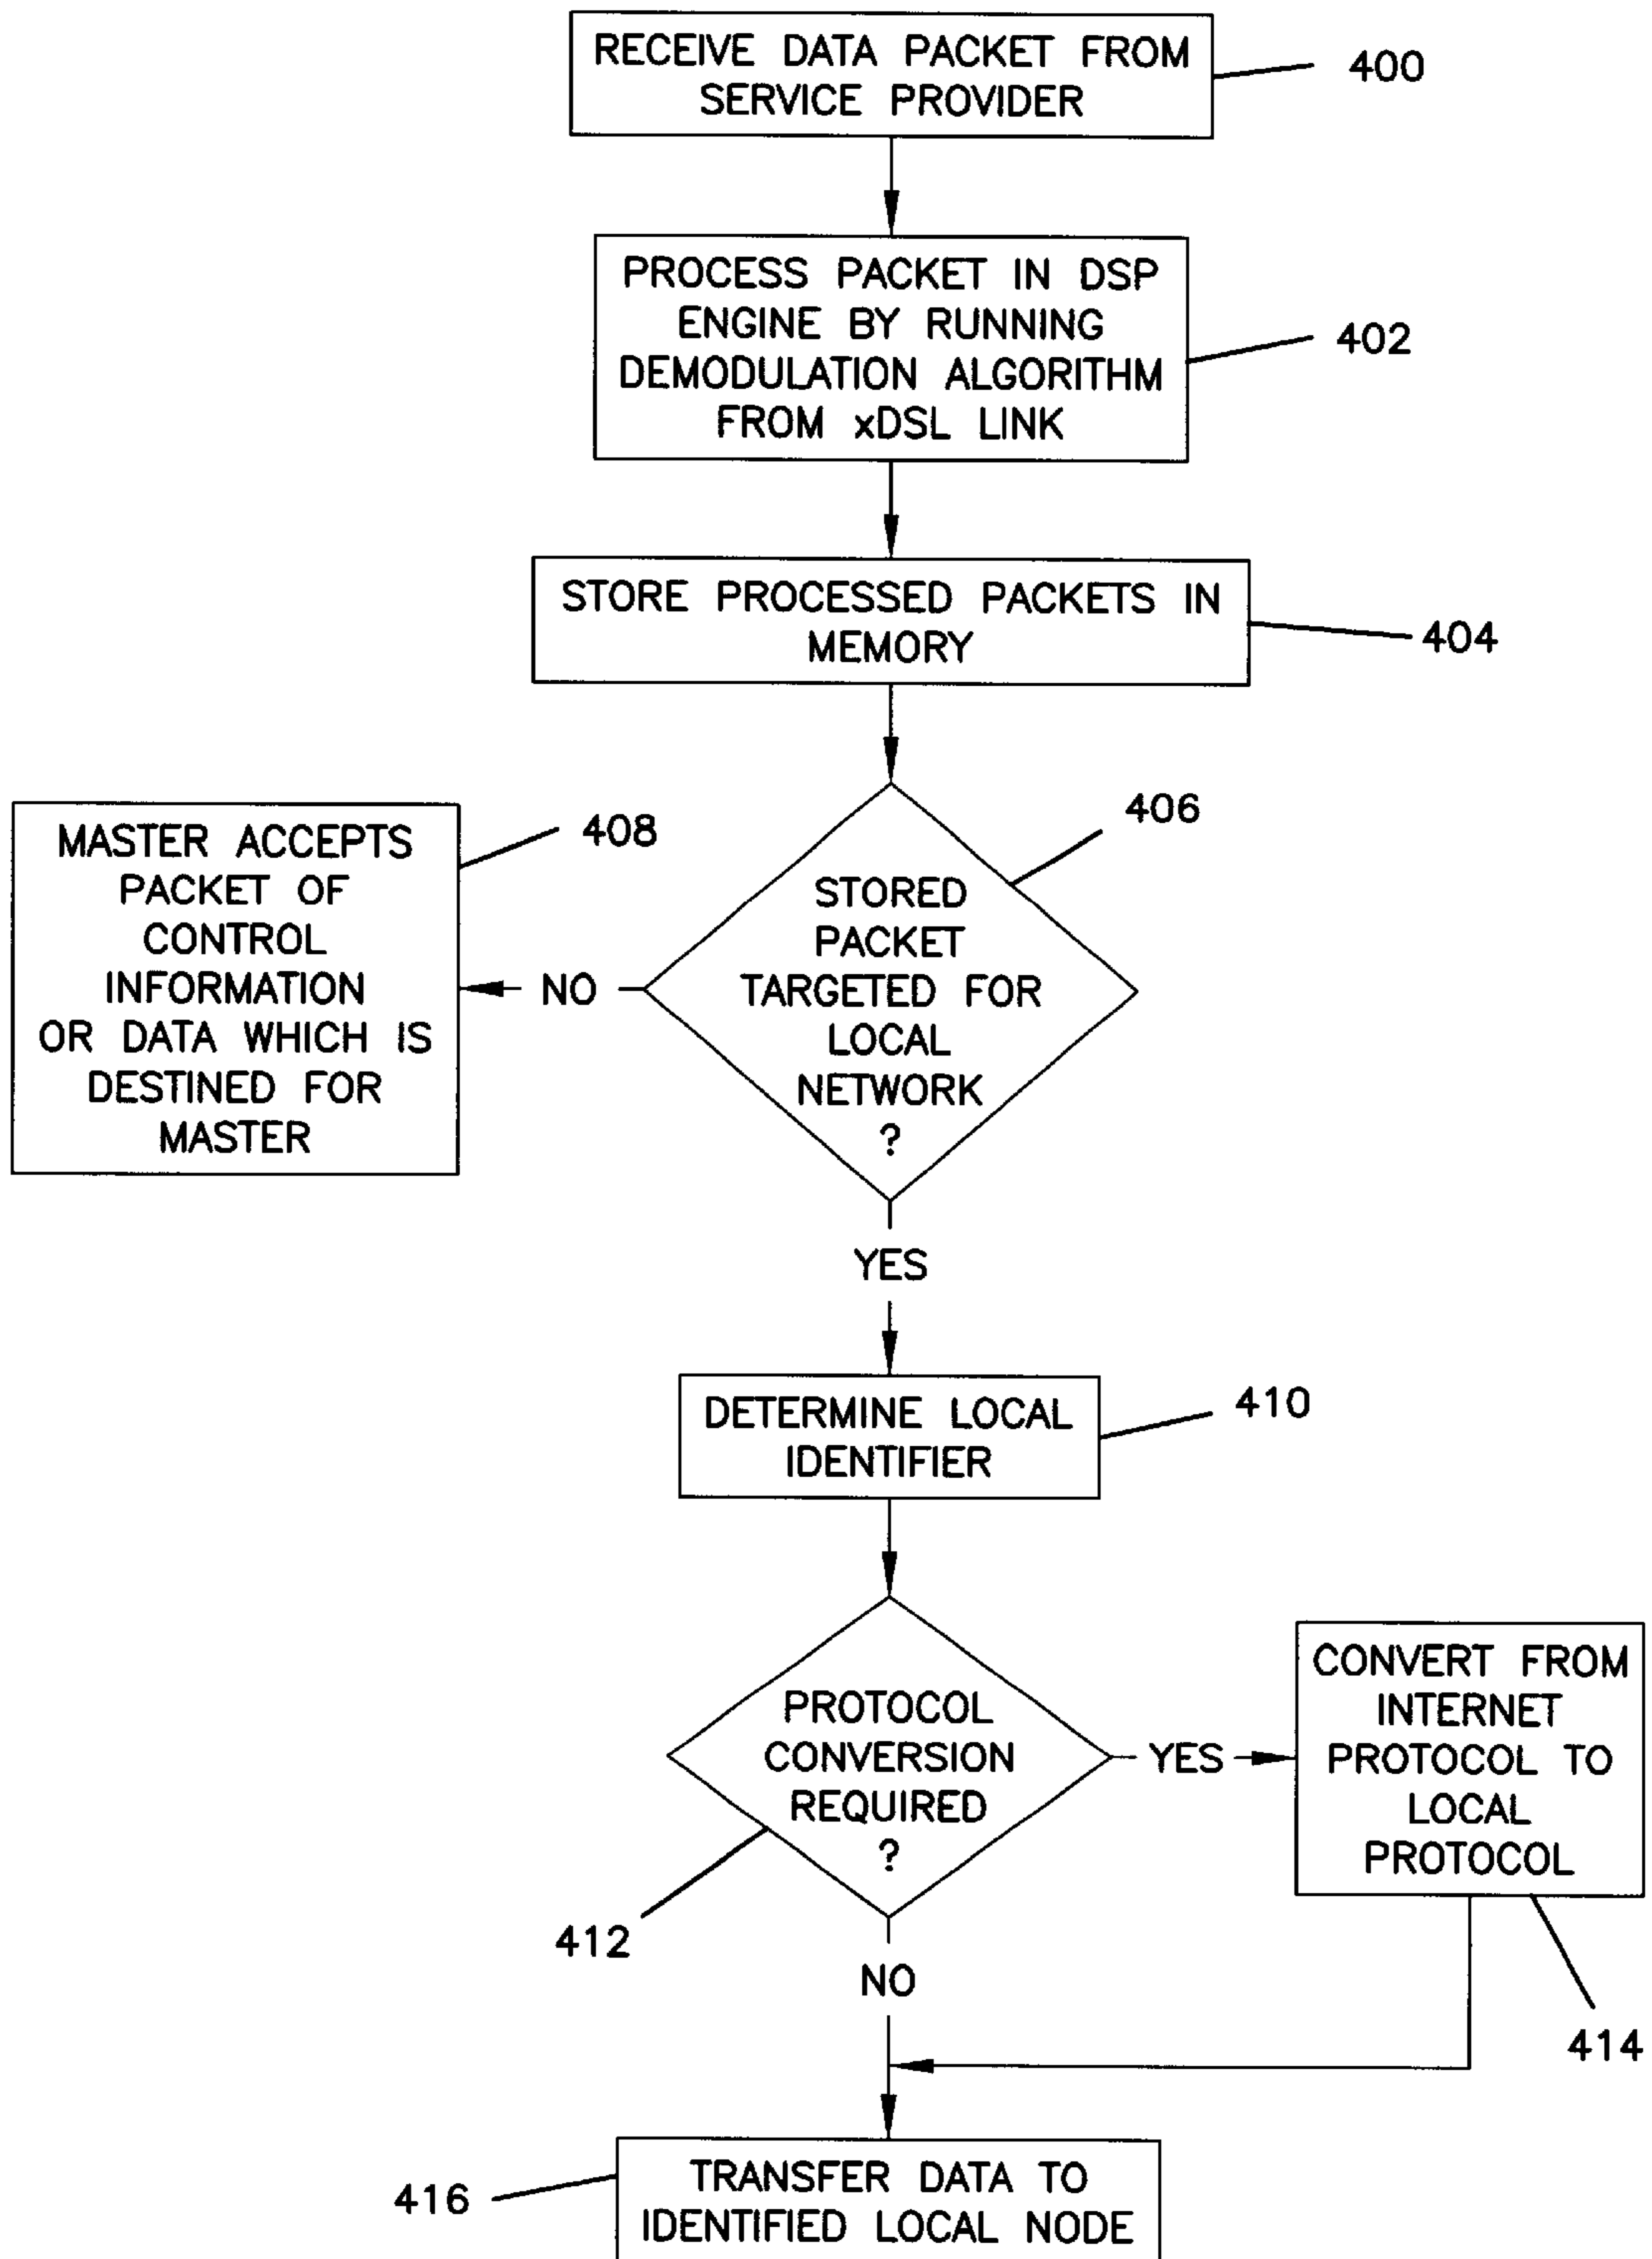 RECEIVE DATA PACKET FROM
SERVICE PROVIDER
400
PROCESS PACKET IN DSP
ENGINE BY RUNNING
DEMODULATION ALGORITHM
FROM xDSL LINK
402
STORE PROCESSED PACKETS IN
MEMORY
404
MASTER ACCEPTS
PACKET OF
CONTROL
INFORMATION
OR DATA WHICH IS
DESTINED FOR
MASTER
408
NO
STORED
PACKET
TARGETED FOR
LOCAL
NETWORK
?
406
YES
DETERMINE LOCAL
IDENTIFIER
410
PROTOCOL
CONVERSION
REQUIRED
?
412
YES
CONVERT FROM
INTERNET
PROTOCOL TO
LOCAL
PROTOCOL
414
NO
416
TRANSFER DATA TO
IDENTIFIED LOCAL NODE